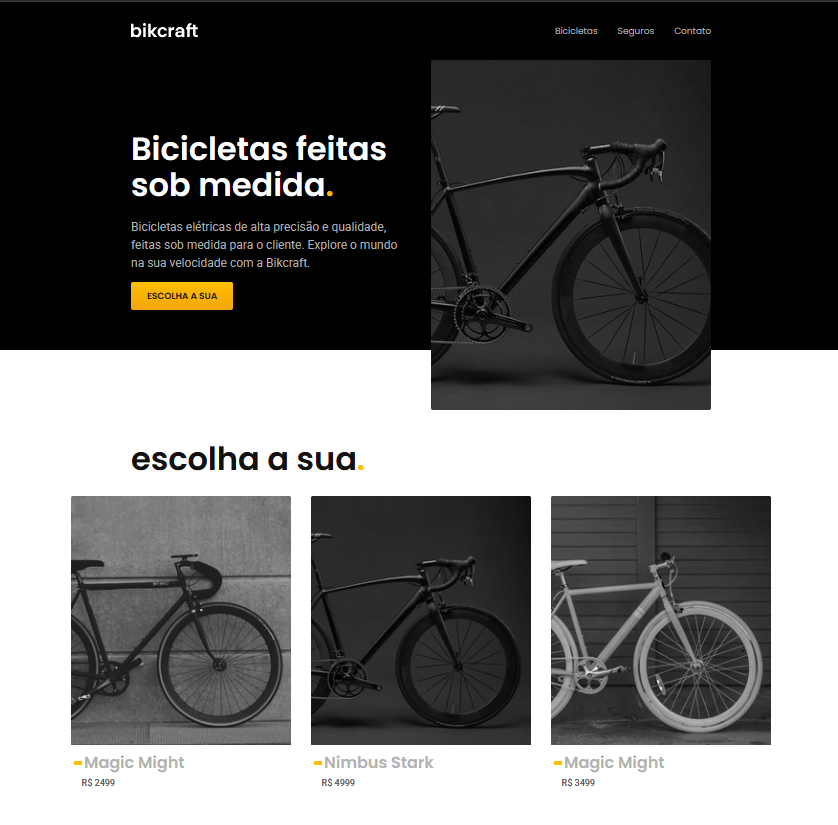 bikcraft
Bicicletas Seguros Contato
Bicicletas feitas
sob medida.
Bicicletas elétricas de alta precisão e qualidade,
feitas sob medida para o cliente. Explore o mundo
na sua velocidade com a Bikcraft.
ESCOLHA A SUA
escolha a sua.
Magic Might
R$ 2499
Nimbus Stark
R$ 4999
Magic Might
R$ 3499